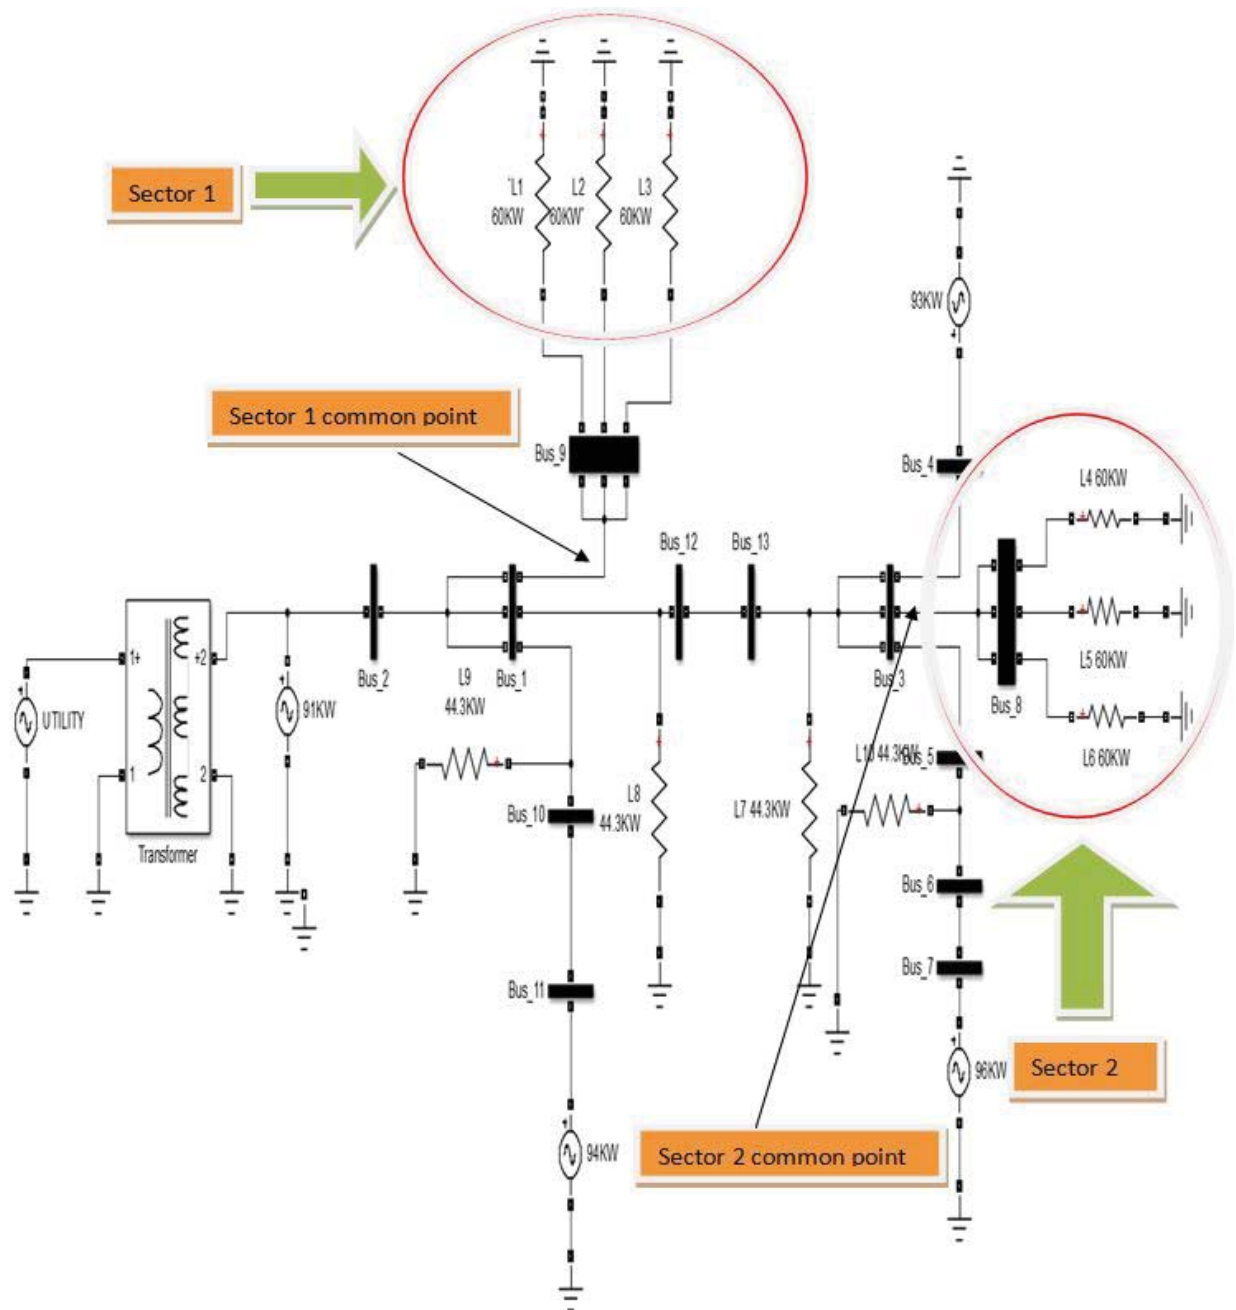 Sector 1
`L1
60KW
L2
60KW`
L3
60KW
93KW
Sector 1 common point
Bus_9
Bus_4
L4 60KW
Bus_12
Bus_13
1+
+2
UTILITY
91KW
Bus_2
L9
44.3KW
Bus_1
Bus_3
L5 60KW
Bus_8
L6 60KW
L10 44.3KW
Bus_5
1
2
Transformer
Bus_10
L8
44.3KW
L7 44.3KW
Bus_6
Bus_7
Bus_11
96KW
Sector 2
94KW
Sector 2 common point